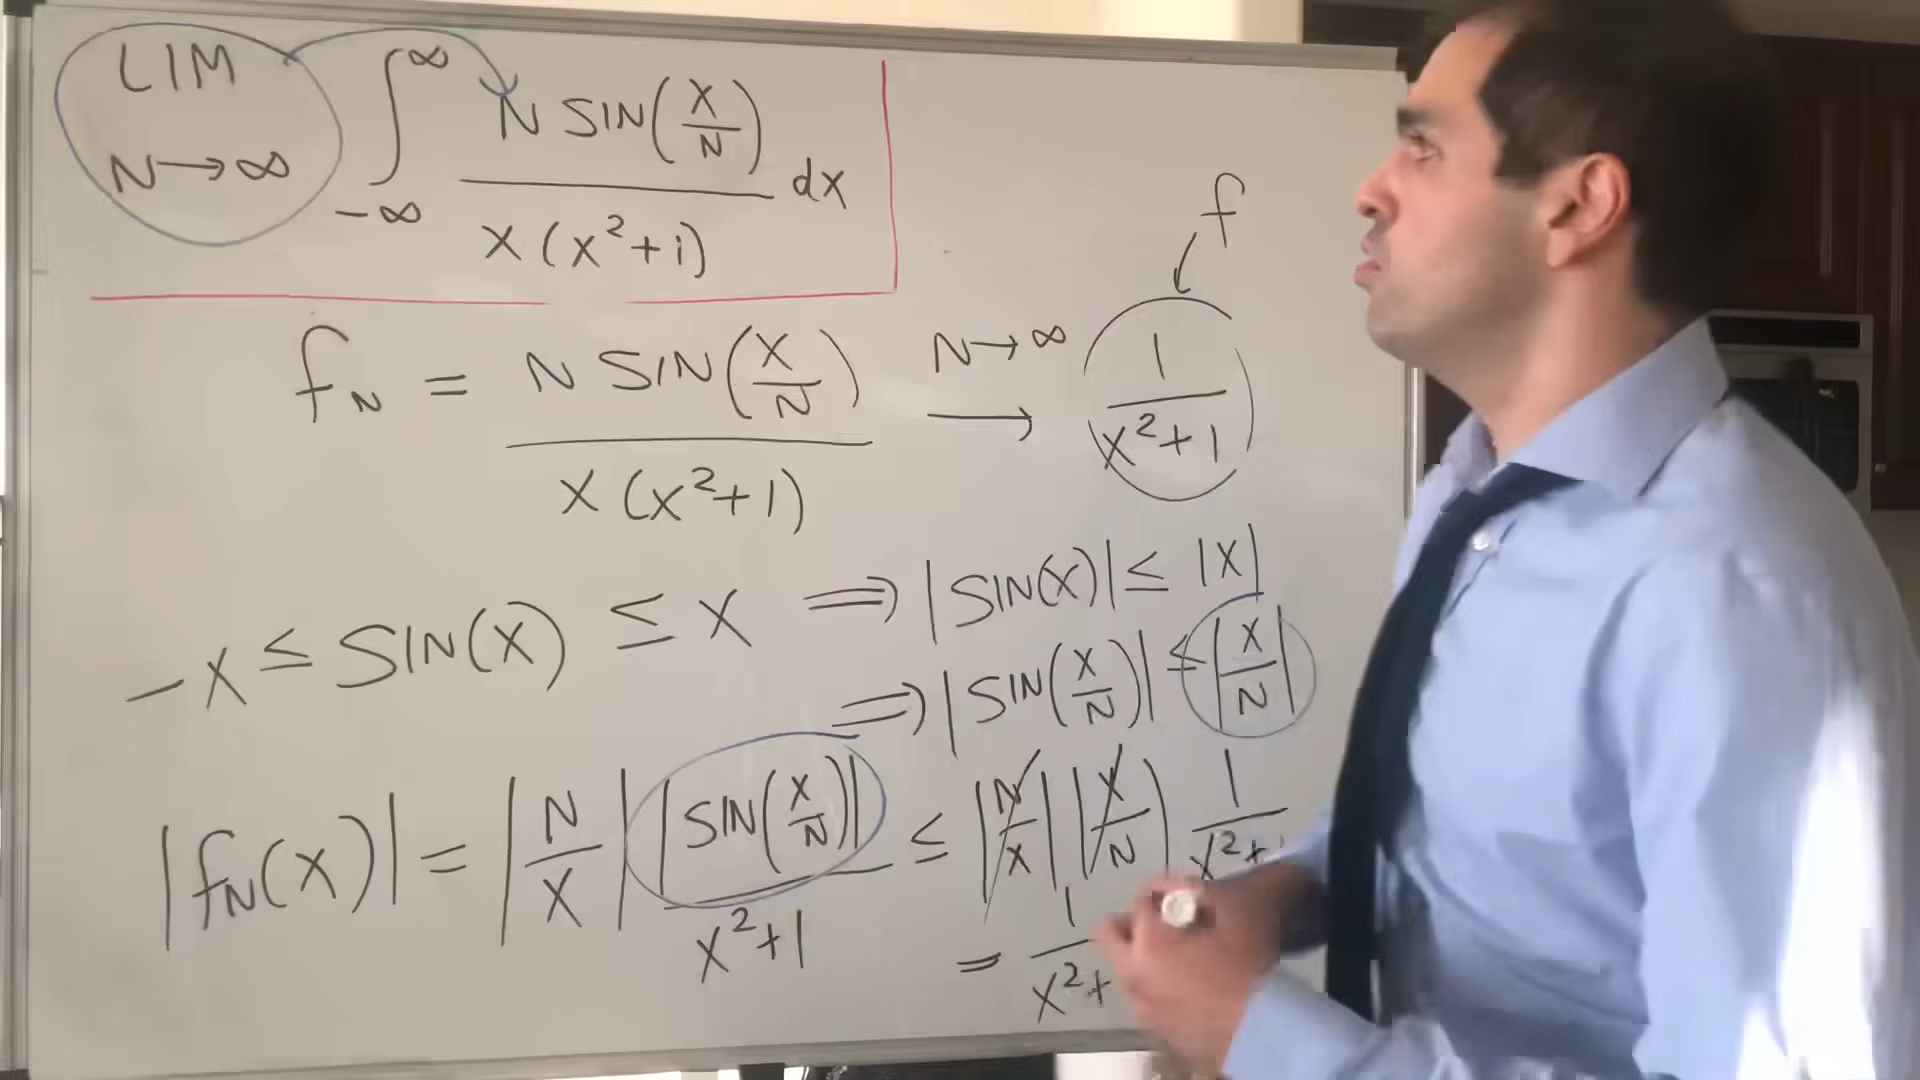 LIM N→∞ ∫_{-∞}^{∞} N SIN(X/N) / X(X²+1) dX
f
f_N = N SIN(X/N) / X(X²+1) N→∞ ⟶ 1/(X²+1)
-X ≤ SIN(X) ≤ X ⟹ |SIN(X)| ≤ |X|
⟹ |SIN(X/N)| ≤ |X/N|
|f_N(X)| = |N/X| |SIN(X/N)| / X²+1 ≤ |N/X| |X/N| 1/X²+
= 1/X²+